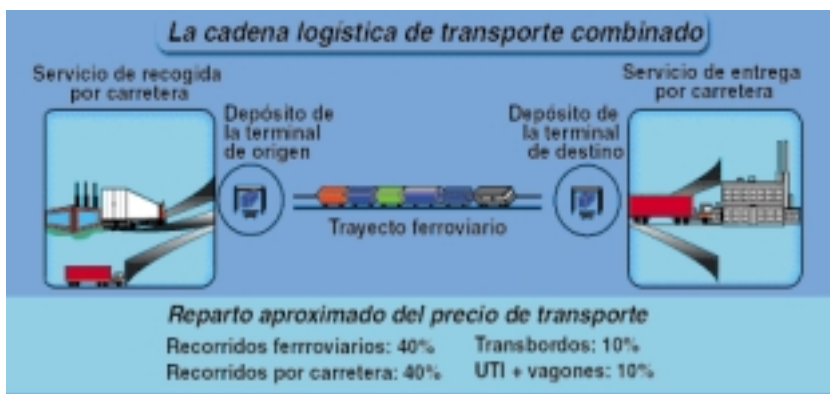 La cadena logística de transporte combinado
Servicio de recogida
por carretera
Servicio de entrega
por carretera
Depósito de
la terminal
de origen
Depósito de
la terminal
de destino
Trayecto ferroviario
Reparto aproximado del precio de transporte
Recorridos ferrroviarios: 40%
Transbordos: 10%
Recorridos por carretera: 40%
UTI + vagones: 10%